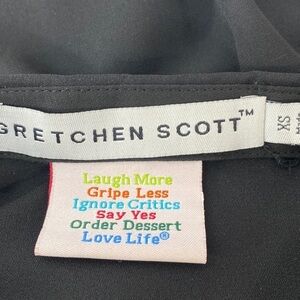 GRETCHEN SCOTT™
XS
Laugh More
Gripe Less
Ignore Critics
Say Yes
Order Dessert
Love Life®